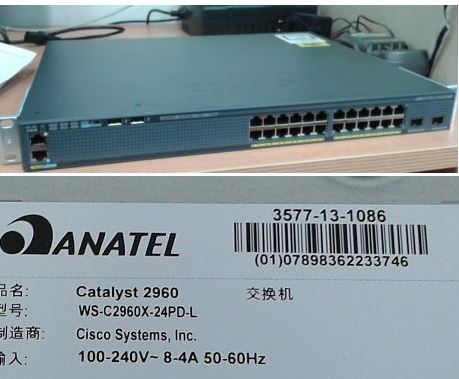 ANATEL
3577-13-1086
(01)07898362233746
品名: Catalyst 2960 交换机
型号: WS-C2960X-24PD-L
制造商: Cisco Systems, Inc.
输入: 100-240V~ 8-4A 50-60Hz